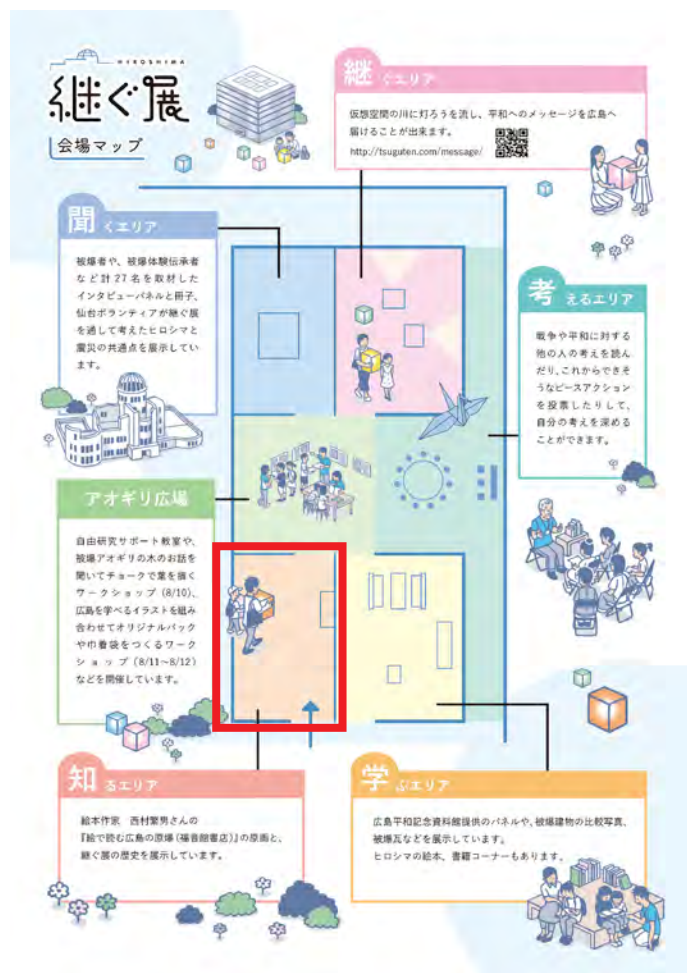 HIROSHIMA
継ぐ展
会場マップ
継ぐエリア
仮想空間の川に灯ろうを流し、平和へのメッセージを広島へ
届けることが出来ます。
http://tsuguten.com/message/
聞くエリア
被爆者や、被爆体験伝承者
など計27名を取材した
インタビューパネルと冊子、
仙台ボランティアが継ぐ展
を通して考えたヒロシマと
震災の共通点を展示してい
ます。
考えるエリア
戦争や平和に対する
他の人の考えを読ん
だり、これからできそ
うなピースアクション
を投票したりして、
自分の考えを深める
ことができます。
アオギリ広場
自由研究サポート教室や、
被爆アオギリの木のお話を
聞いてチョークで葉を描く
ワークショップ(8/10)、
広島を学べるイラストを組み
合わせてオリジナルバック
や巾着袋をつくるワーク
ショップ(8/11~8/12)
などを開催しています。
知るエリア
絵本作家 西村繁男さんの
『絵で読む広島の原爆(福音館書店)』の原画と、
継ぐ展の歴史を展示しています。
学ぶエリア
広島平和記念資料館提供のパネルや、被爆建物の比較写真、
被爆瓦などを展示しています。
ヒロシマの絵本、書籍コーナーもあります。